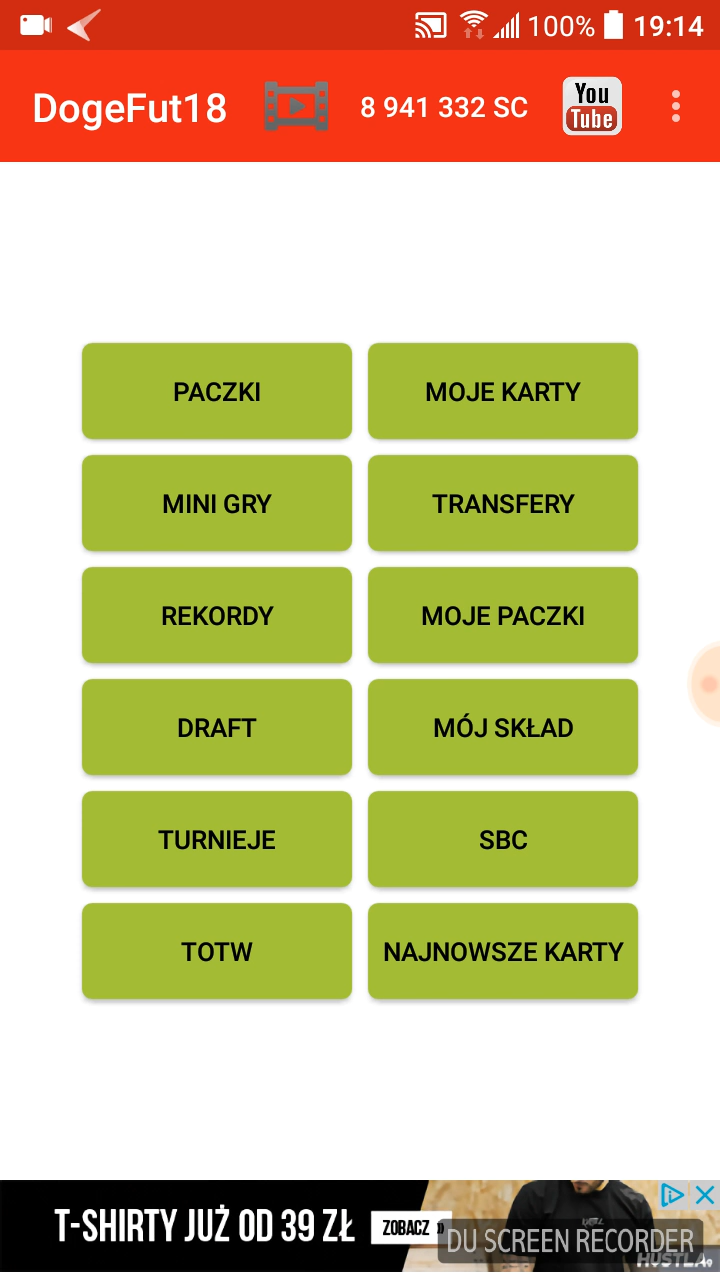 100% 19:14
DogeFut18 8 941 332 SC You
Tube
PACZKI MOJE KARTY
MINI GRY TRANSFERY
REKORDY MOJE PACZKI
DRAFT MÓJ SKŁAD
TURNIEJE SBC
TOTW NAJNOWSZE KARTY
T-SHIRTY JUŻ OD 39 ZŁ ZOBACZ »
DU SCREEN RECORDER